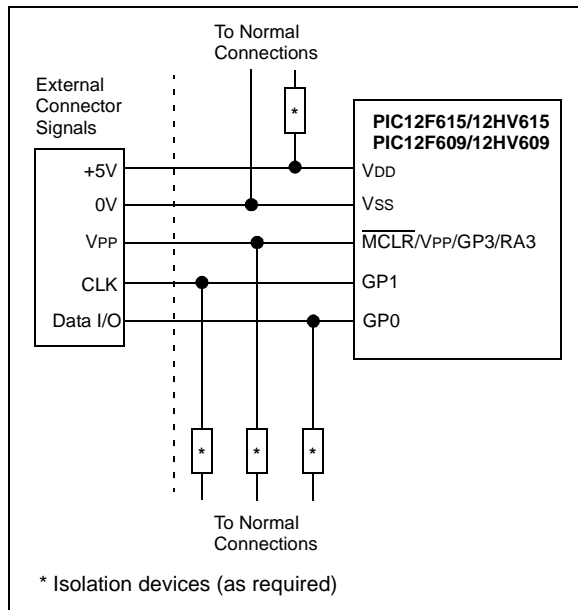 To Normal
Connections
External
Connector
Signals
*
PIC12F615/12HV615
PIC12F609/12HV609
+5V
VDD
0V
VSS
VPP
MCLR/VPP/GP3/RA3
CLK
GP1
Data I/O
GP0
*
*
*
To Normal
Connections
* Isolation devices (as required)